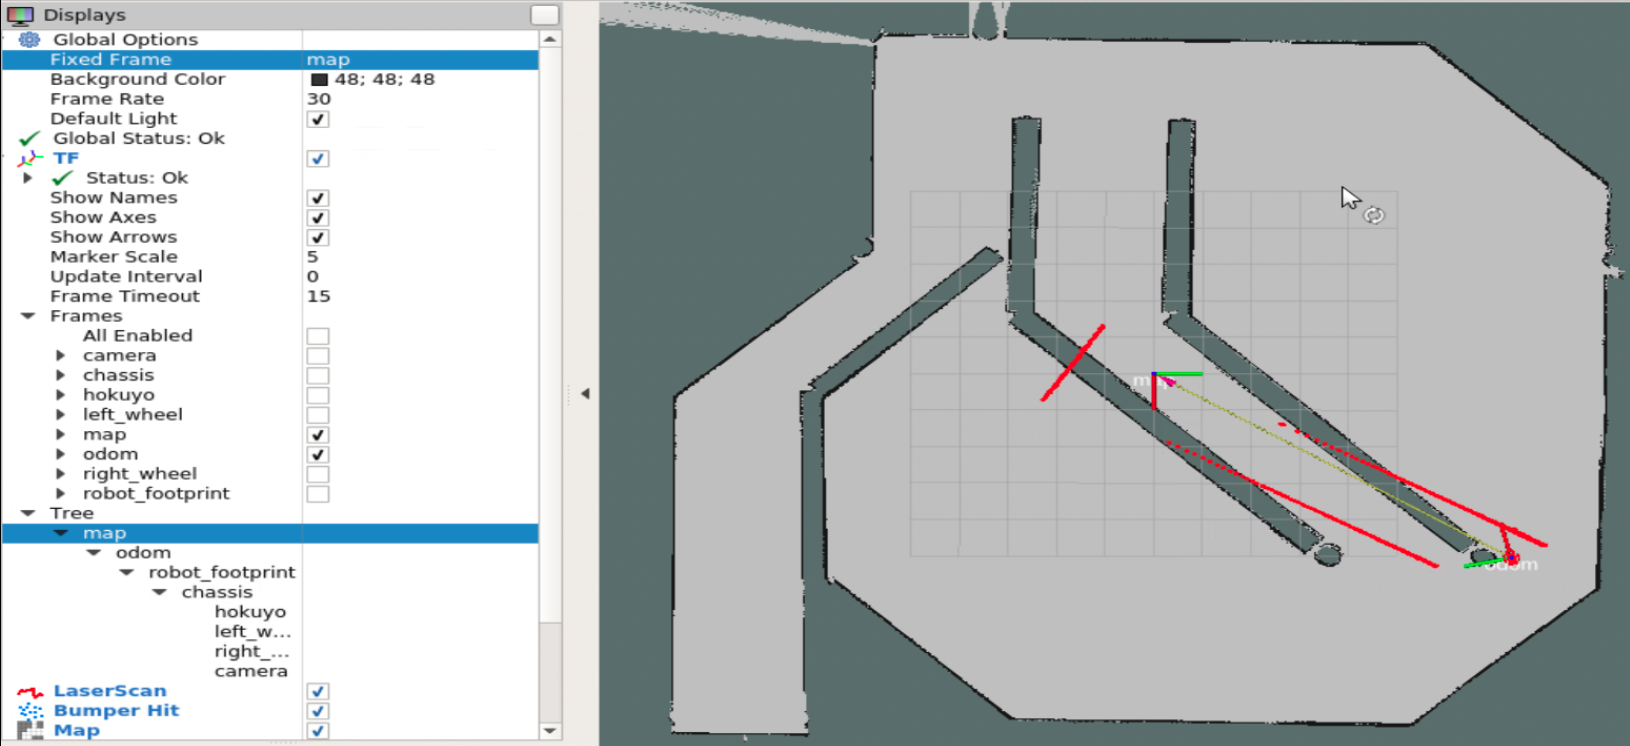 Displays
Global Options
Fixed Frame map
Background Color 48; 48; 48
Frame Rate 30
Default Light
Global Status: Ok
TF
Status: Ok
Show Names
Show Axes
Show Arrows
Marker Scale 5
Update Interval 0
Frame Timeout 15
Frames
All Enabled
camera
chassis
hokuyo
left_wheel
map
odom
right_wheel
robot_footprint
Tree
map
odom
robot_footprint
chassis
hokuyo
left_w...
right_...
camera
LaserScan
Bumper Hit
Map
map
odom